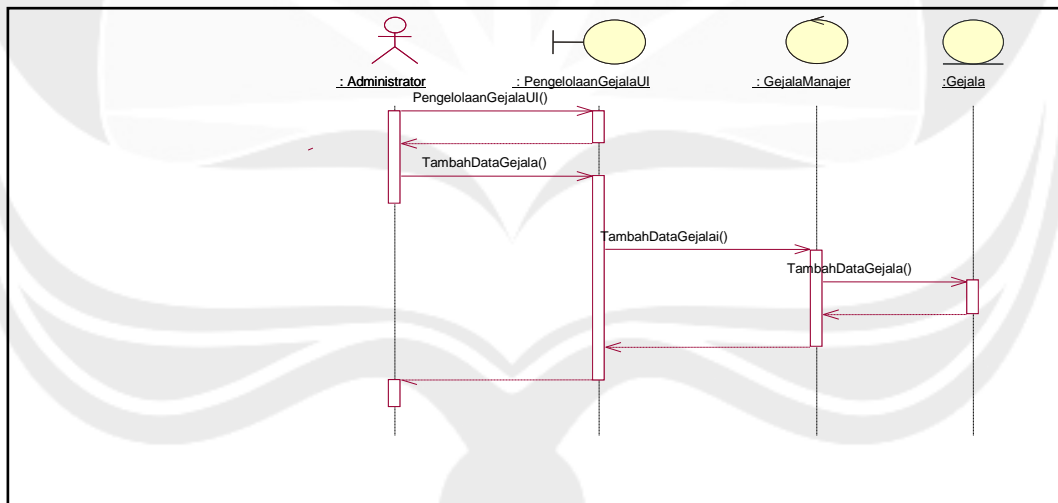 : Administrator
: PengelolaanGejalaUI
: GejalaManajer
:Gejala
PengelolaanGejalaUI()
TambahDataGejala()
TambahDataGejalai()
TambahDataGejala()